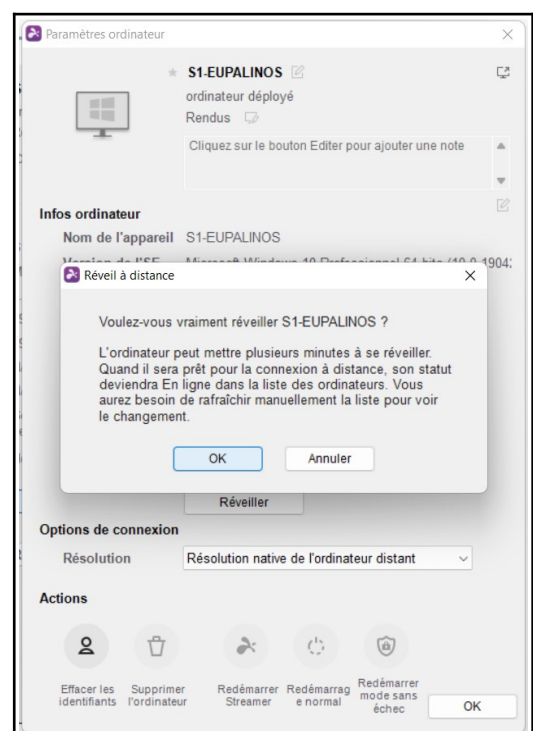 Paramètres ordinateur
S1-EUPALINOS
ordinateur déployé
Rendus
Cliquez sur le bouton Editer pour ajouter une note
Infos ordinateur
Nom de l'appareil S1-EUPALINOS
Réveil à distance
Voulez-vous vraiment réveiller S1-EUPALINOS ?
L'ordinateur peut mettre plusieurs minutes à se réveiller.
Quand il sera prêt pour la connexion à distance, son statut
deviendra En ligne dans la liste des ordinateurs. Vous
aurez besoin de rafraîchir manuellement la liste pour voir
le changement.
OK Annuler
Réveiller
Options de connexion
Résolution Résolution native de l'ordinateur distant
Actions
Effacer les
identifiants
Supprimer
l'ordinateur
Redémarrer
Streamer
Redémarrag
e normal
Redémarrer
mode sans
échec
OK